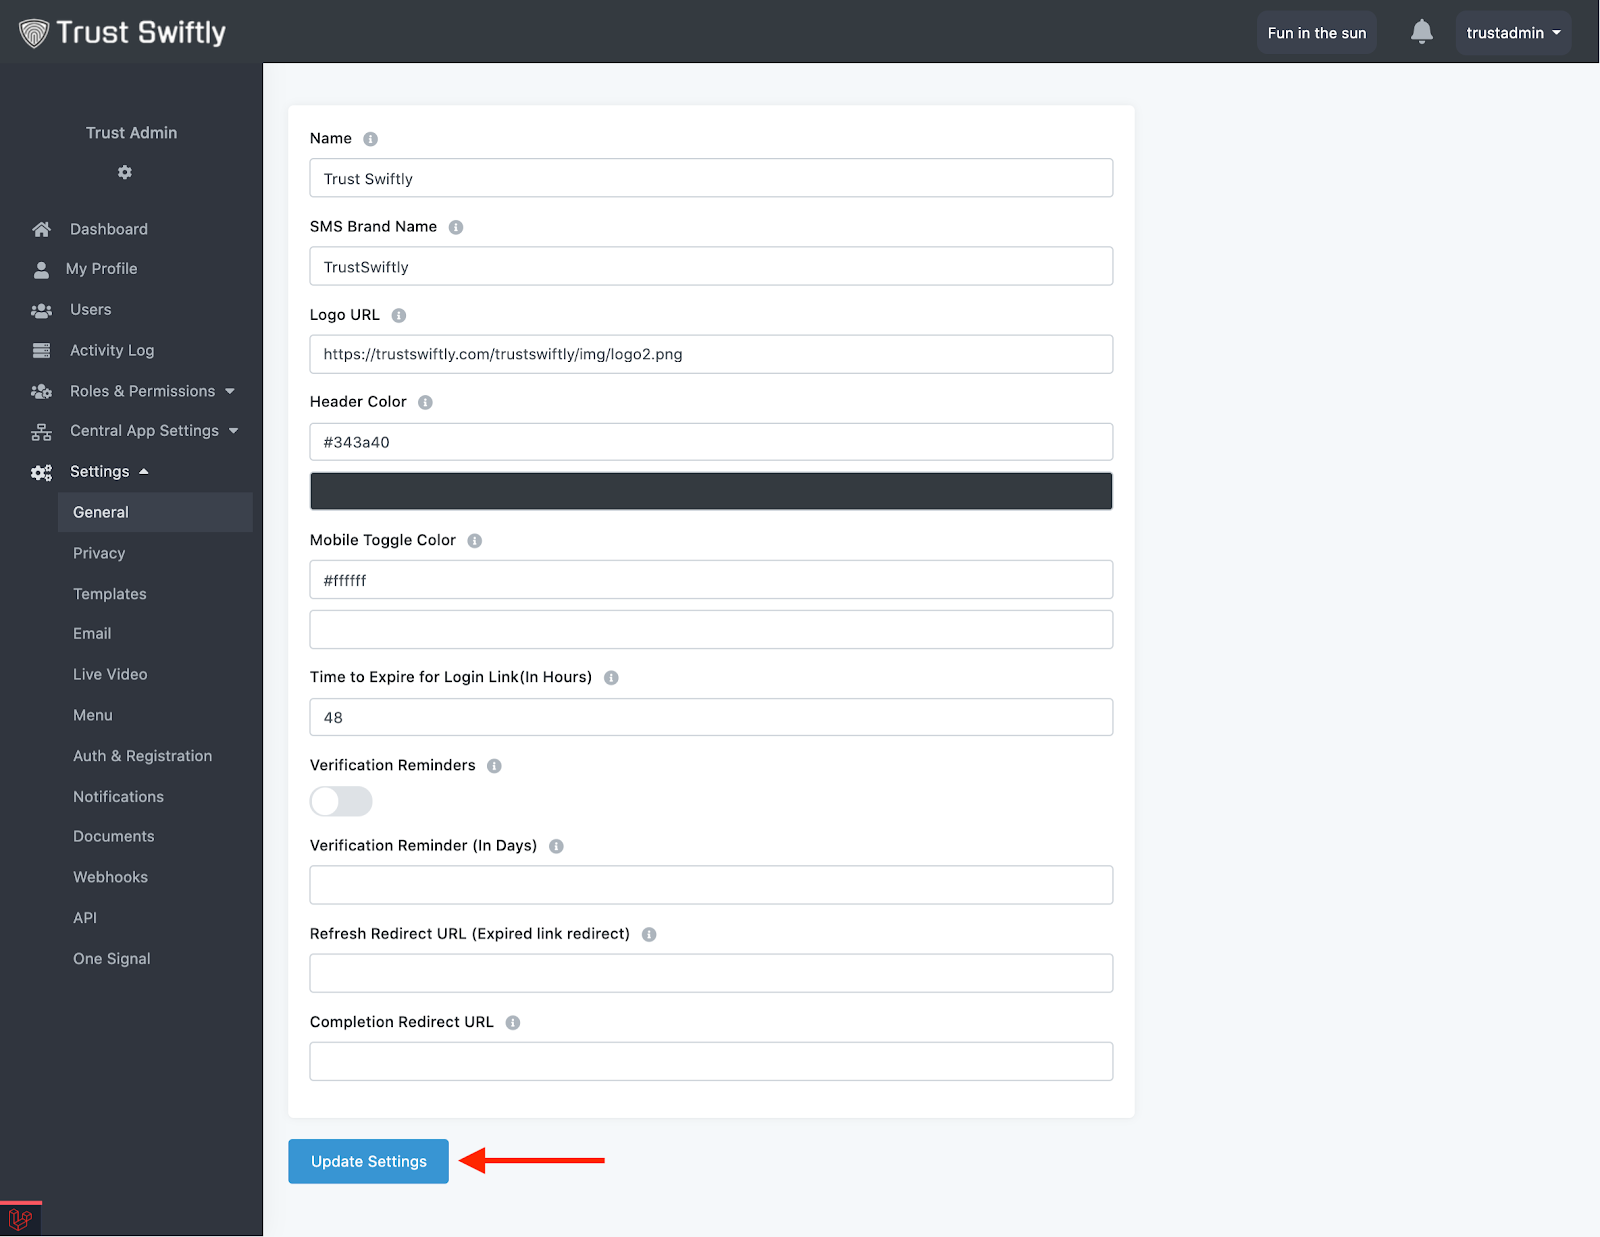 Trust Swiftly
Fun in the sun
trustadmin
Trust Admin
Dashboard
My Profile
Users
Activity Log
Roles & Permissions
Central App Settings
Settings
General
Privacy
Templates
Email
Live Video
Menu
Auth & Registration
Notifications
Documents
Webhooks
API
One Signal
Name
Trust Swiftly
SMS Brand Name
TrustSwiftly
Logo URL
https://trustswiftly.com/trustswiftly/img/logo2.png
Header Color
#343a40
Mobile Toggle Color
#ffffff
Time to Expire for Login Link(In Hours)
48
Verification Reminders
Verification Reminder (In Days)
Refresh Redirect URL (Expired link redirect)
Completion Redirect URL
Update Settings